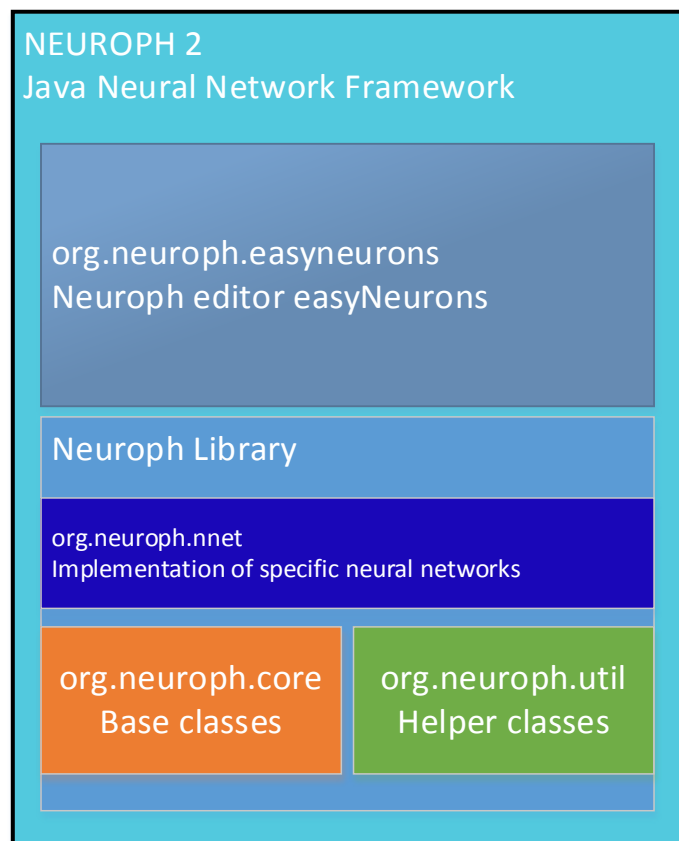 NEUROPH 2
Java Neural Network Framework
org.neuroph.easyneurons
Neuroph editor easyNeurons
Neuroph Library
org.neuroph.nnet
Implementation of specific neural networks
org.neuroph.core
Base classes
org.neuroph.util
Helper classes